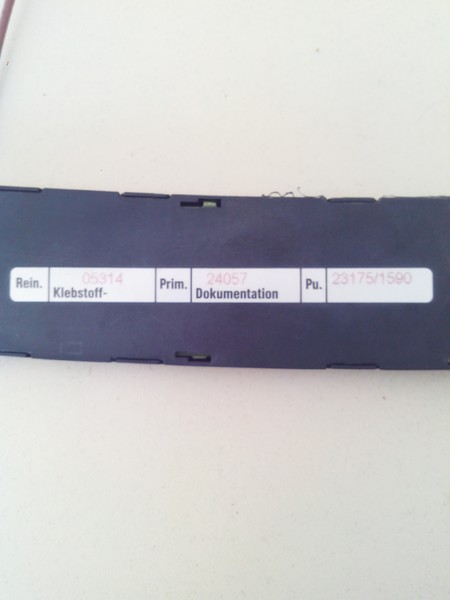 Rein. 05314 Prim. 24057 Pu. 23175/1590
Klebstoff- Dokumentation